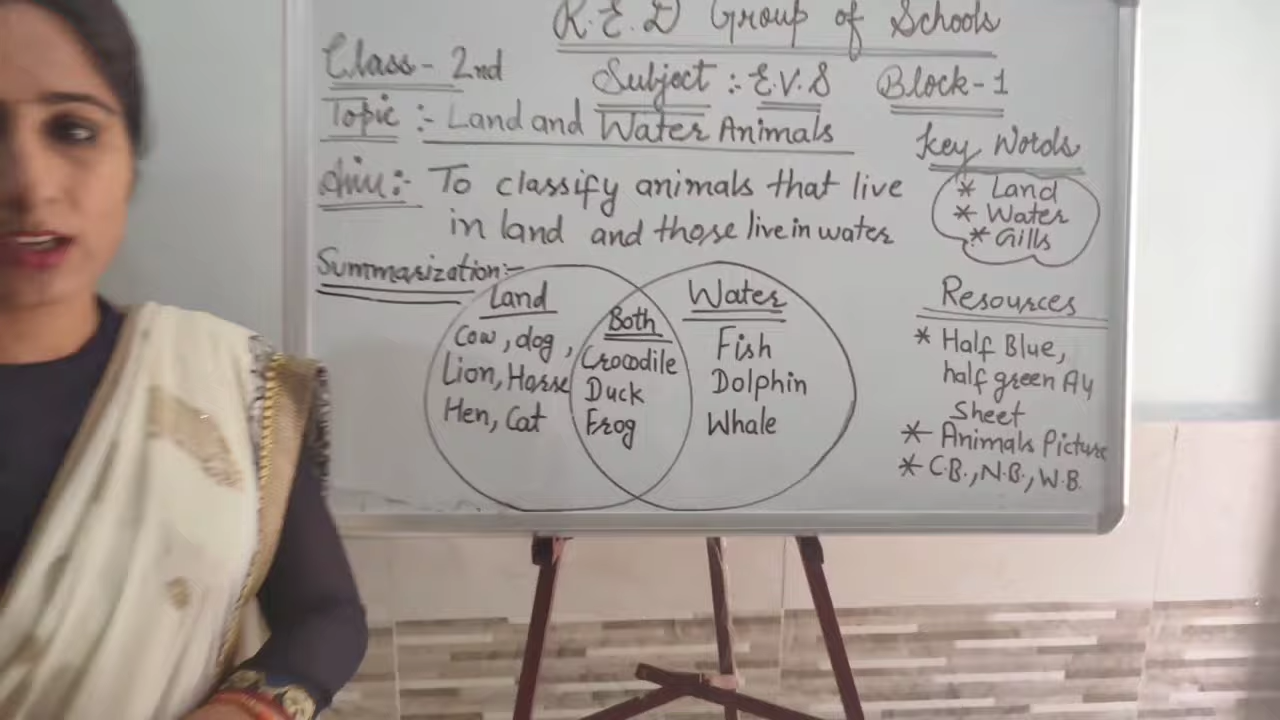 R.E.D Group of Schools
Class- 2nd Subject :- E.V.S Block-1
Topic :- Land and Water Animals
Aim:- To classify animals that live
in land and those live in water
Key Words
* Land
* Water
* Gills
Summarization:-
Land
Cow, dog,
Lion, Horse
Hen, Cat
Both
Crocodile
Duck
Frog
Water
Fish
Dolphin
Whale
Resources
* Half Blue,
half green A4
Sheet
* Animals Picture
* C.B., N.B., W.B.